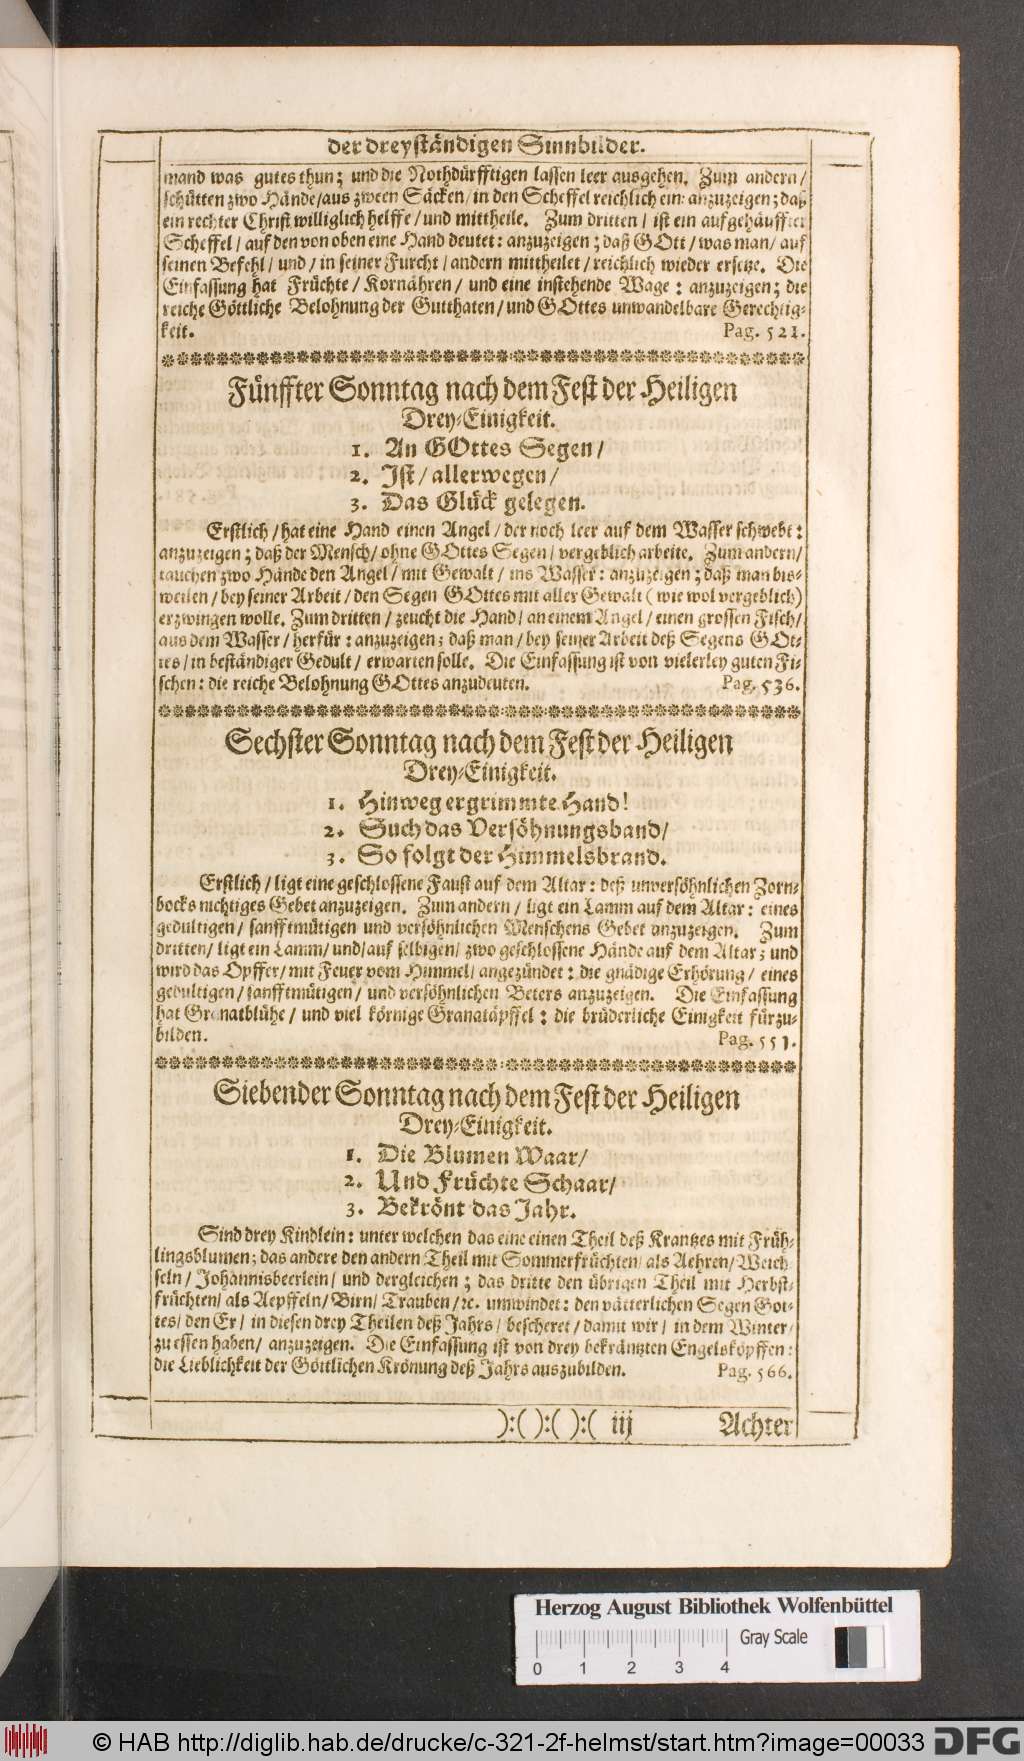 der dreyständigen Sinnbilder.
mand was gutes thun; und die Nothdürfftigen lassen leer ausgehen. Zum andern/
schütten zwo Hände/aus zween Säcken/in den Scheffel reichlich ein: anzuzeigen; daß
ein rechter Christ williglich helffe/und mittheile. Zum dritten/ ist ein aufgehäuffter
Scheffel/ auf den von oben eine Hand deutet: anzuzeigen; daß GOtt/ was man/ auf
seinen Befehl/ und/ in seiner Furcht/ andern mittheilet/ reichlich wieder ersetze. Die
Einfassung hat Früchte/ Kornähren/ und eine instehende Wage: anzuzeigen; die
reiche Göttliche Belohnung der Gutthaten/ und GOttes unwandelbare Gerechtig-
keit. Pag. 521.
Fünffter Sonntag nach dem Fest der Heiligen
Drey-Einigkeit.
1. An GOttes Segen/
2. Ist/ allerwegen/
3. Das Glück gelegen.
Erstlich/ hat eine Hand einen Angel/ der noch leer auf dem Wasser schwebt:
anzuzeigen; daß der Mensch/ ohne GOttes Segen/ vergeblich arbeite. Zum andern/
tauchen zwo Hände den Angel/ mit Gewalt/ ins Wasser: anzuzeigen; daß man bis-
weilen/ bey seiner Arbeit/ den Segen GOttes mit aller Gewalt (wie wol vergeblich)
erzwingen wolle. Zum dritten/ zeucht die Hand/ an einem Angel/ einen grossen Fisch/
aus dem Wasser/ herfür: anzuzeigen; daß man/ bey seiner Arbeit deß Segens GOt-
tes/ in beständiger Gedult/ erwarten solle. Die Einfassung ist von vielerley guten Fi-
schen: die reiche Belohnung GOttes anzudeuten. Pag. 536.
Sechster Sonntag nach dem Fest der Heiligen
Drey-Einigkeit.
1. Hinweg ergrimmte Hand!
2. Such das Versöhnungsband/
3. So folgt der Himmelsbrand.
Erstlich/ ligt eine geschlossene Faust auf dem Altar: deß unversöhnlichen Zorn-
bocks nichtiges Gebet anzuzeigen. Zum andern/ ligt ein Lamm auf dem Altar: eines
gedultigen/ sanfftmütigen und versöhnlichen Menschens Gebet anzuzeigen. Zum
dritten/ ligt ein Lamm/ und/ auf selbigen/ zwo geschlossene Hände auf dem Altar; und
wird das Opffer/ mit Feuer vom Himmel/ angezündet: die gnädige Erhörung/ eines
gedultigen/ sanfftmütigen/ und versöhnlichen Beters anzuzeigen. Die Einfassung
hat Granatblühe/ und viel körnige Granatäpffel: die brüderliche Einigkeit fürzu-
bilden. Pag. 551.
Siebender Sonntag nach dem Fest der Heiligen
Drey-Einigkeit.
1. Die Blumen Waar/
2. Und Früchte Schaar/
3. Bekrönt das Jahr.
Sind drey Kindlein: unter welchen das eine einen Theil deß Krantzes mit Früh-
lingsblumen; das andere den andern Theil mit Sommerfrüchten/ als Aehren/ Weich-
seln/ Johannisbeerlein/ und dergleichen; das dritte den übrigen Theil mit Herbst-
früchten/ als Aepffeln/ Birn/ Trauben/ ꝛc. umwindet: den vätterlichen Segen Got-
tes/ den Er/ in diesen drey Theilen deß Jahrs/ bescheret/ damit wir/ in dem Winter/
zu essen haben/ anzuzeigen. Die Einfassung ist von drey bekräntzten Engelsköpffen:
die Lieblichkeit der Göttlichen Krönung deß Jahrs auszubilden. Pag. 566.
):( ):( ):( iij Achter
Herzog August Bibliothek Wolfenbüttel
Gray Scale
0 1 2 3 4
© HAB http://diglib.hab.de/drucke/c-321-2f-helmst/start.htm?image=00033 DFG